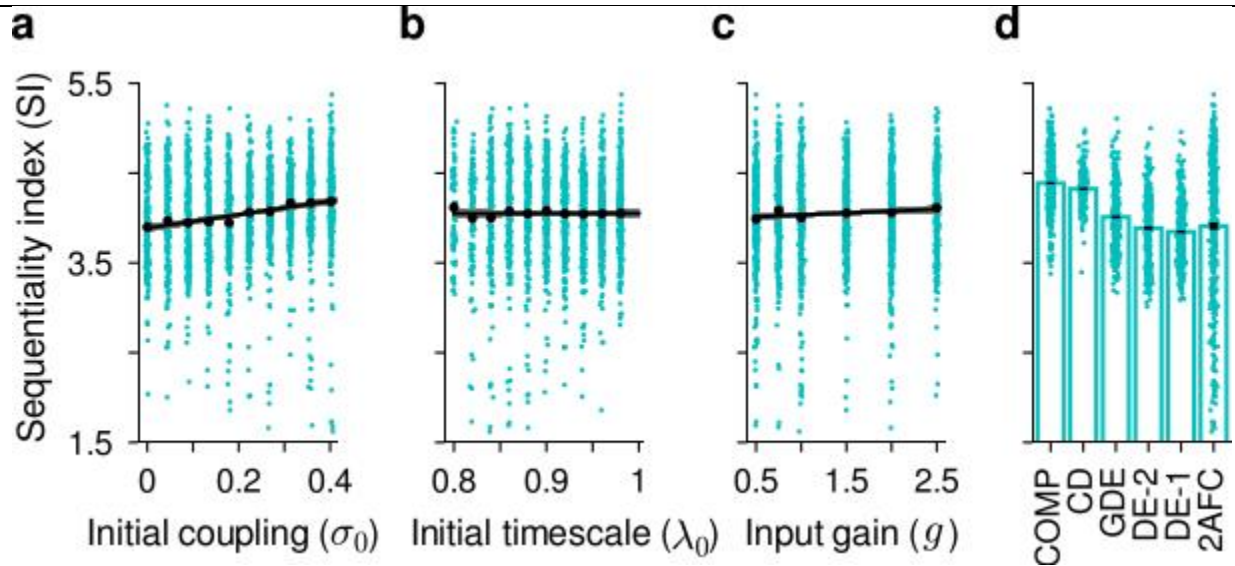 a b c d
Sequentiality index (SI)
5.5
3.5
1.5
0 0.2 0.4
Initial coupling (σ₀)
0.8 0.9 1
Initial timescale (λ₀)
0.5 1.5 2.5
Input gain (g)
COMP
CD
GDE
DE-2
DE-1
2AFC